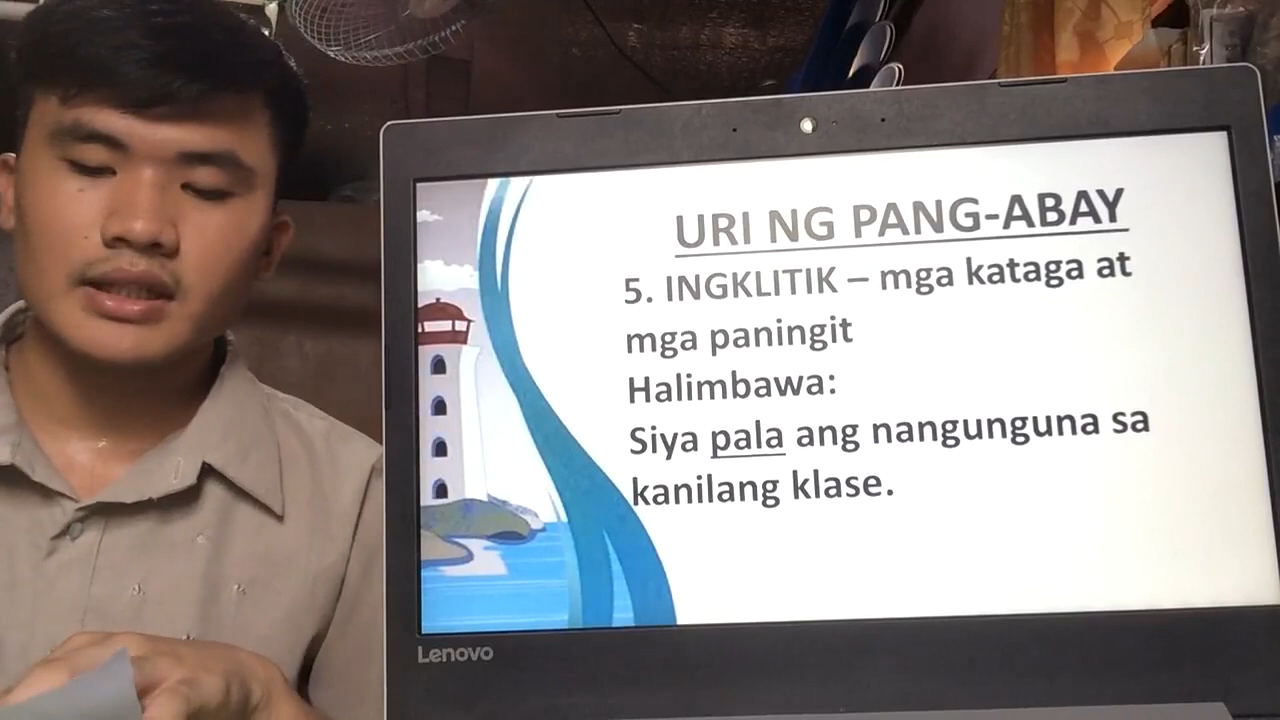 URI NG PANG-ABAY
5. INGKLITIK – mga kataga at
mga paningit
Halimbawa:
Siya pala ang nangunguna sa
kanilang klase.
Lenovo